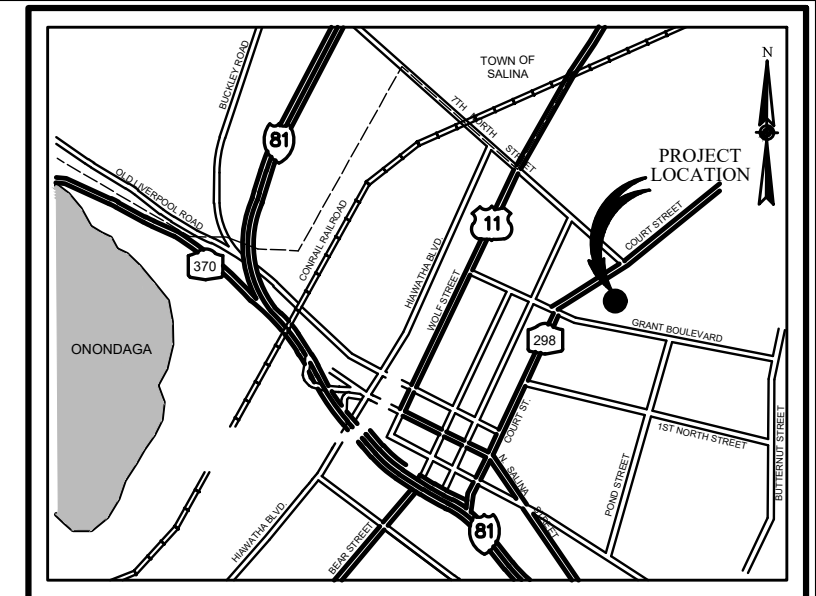 TOWN OF
SALINA
N
BUCKLEY ROAD
81
7TH NORTH STREET
PROJECT
LOCATION
OLD LIVERPOOL ROAD
CONRAIL RAILROAD
11
COURT STREET
370
HIAWATHA BLVD.
WOLF STREET
GRANT BOULEVARD
298
ONONDAGA
COURT ST.
1ST NORTH STREET
BUTTERNUT STREET
N SALINA STREET
POND STREET
HIAWATHA BLVD.
BEAR STREET
81